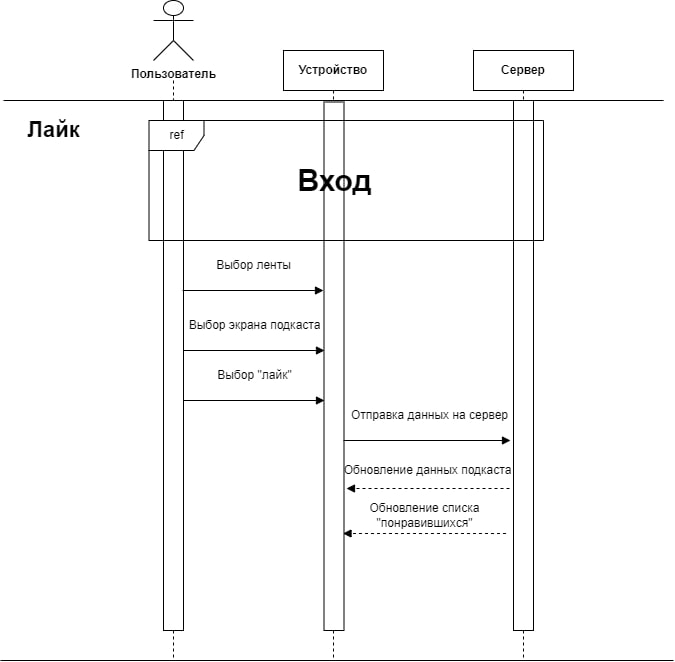 Пользователь
Устройство
Сервер
Лайк
ref
Вход
Выбор ленты
Выбор экрана подкаста
Выбор "лайк"
Отправка данных на сервер
Обновление данных подкаста
Обновление списка
"понравившихся"